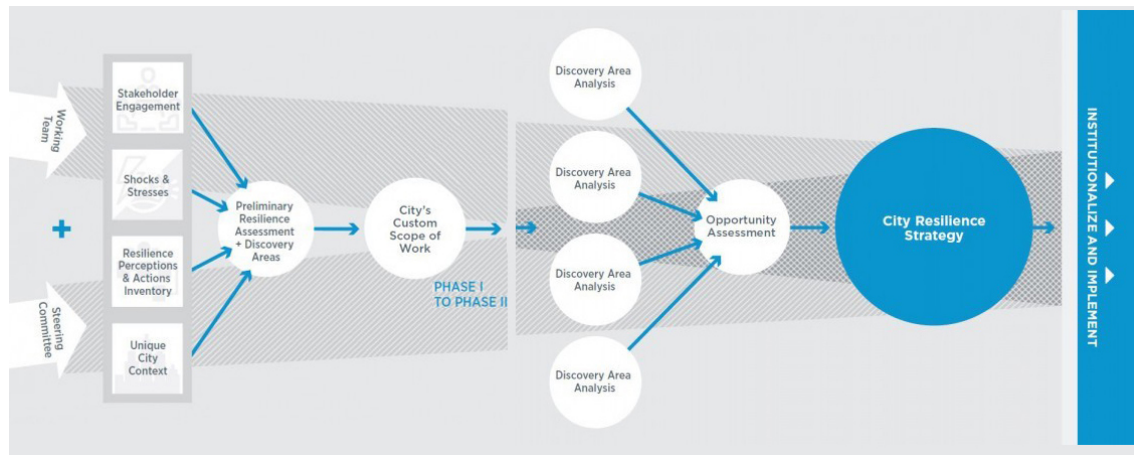 Working
Team
+
Steering
Committee
Stakeholder
Engagement
Shocks &
Stresses
Resilience
Perceptions
& Actions
Inventory
Unique
City
Context
Preliminary
Resilience
Assessment
+ Discovery
Areas
City's
Custom
Scope of
Work
PHASE I
TO PHASE II
Discovery Area
Analysis
Discovery Area
Analysis
Discovery Area
Analysis
Discovery Area
Analysis
Opportunity
Assessment
City Resilience
Strategy
INSTITUTIONALIZE AND IMPLEMENT